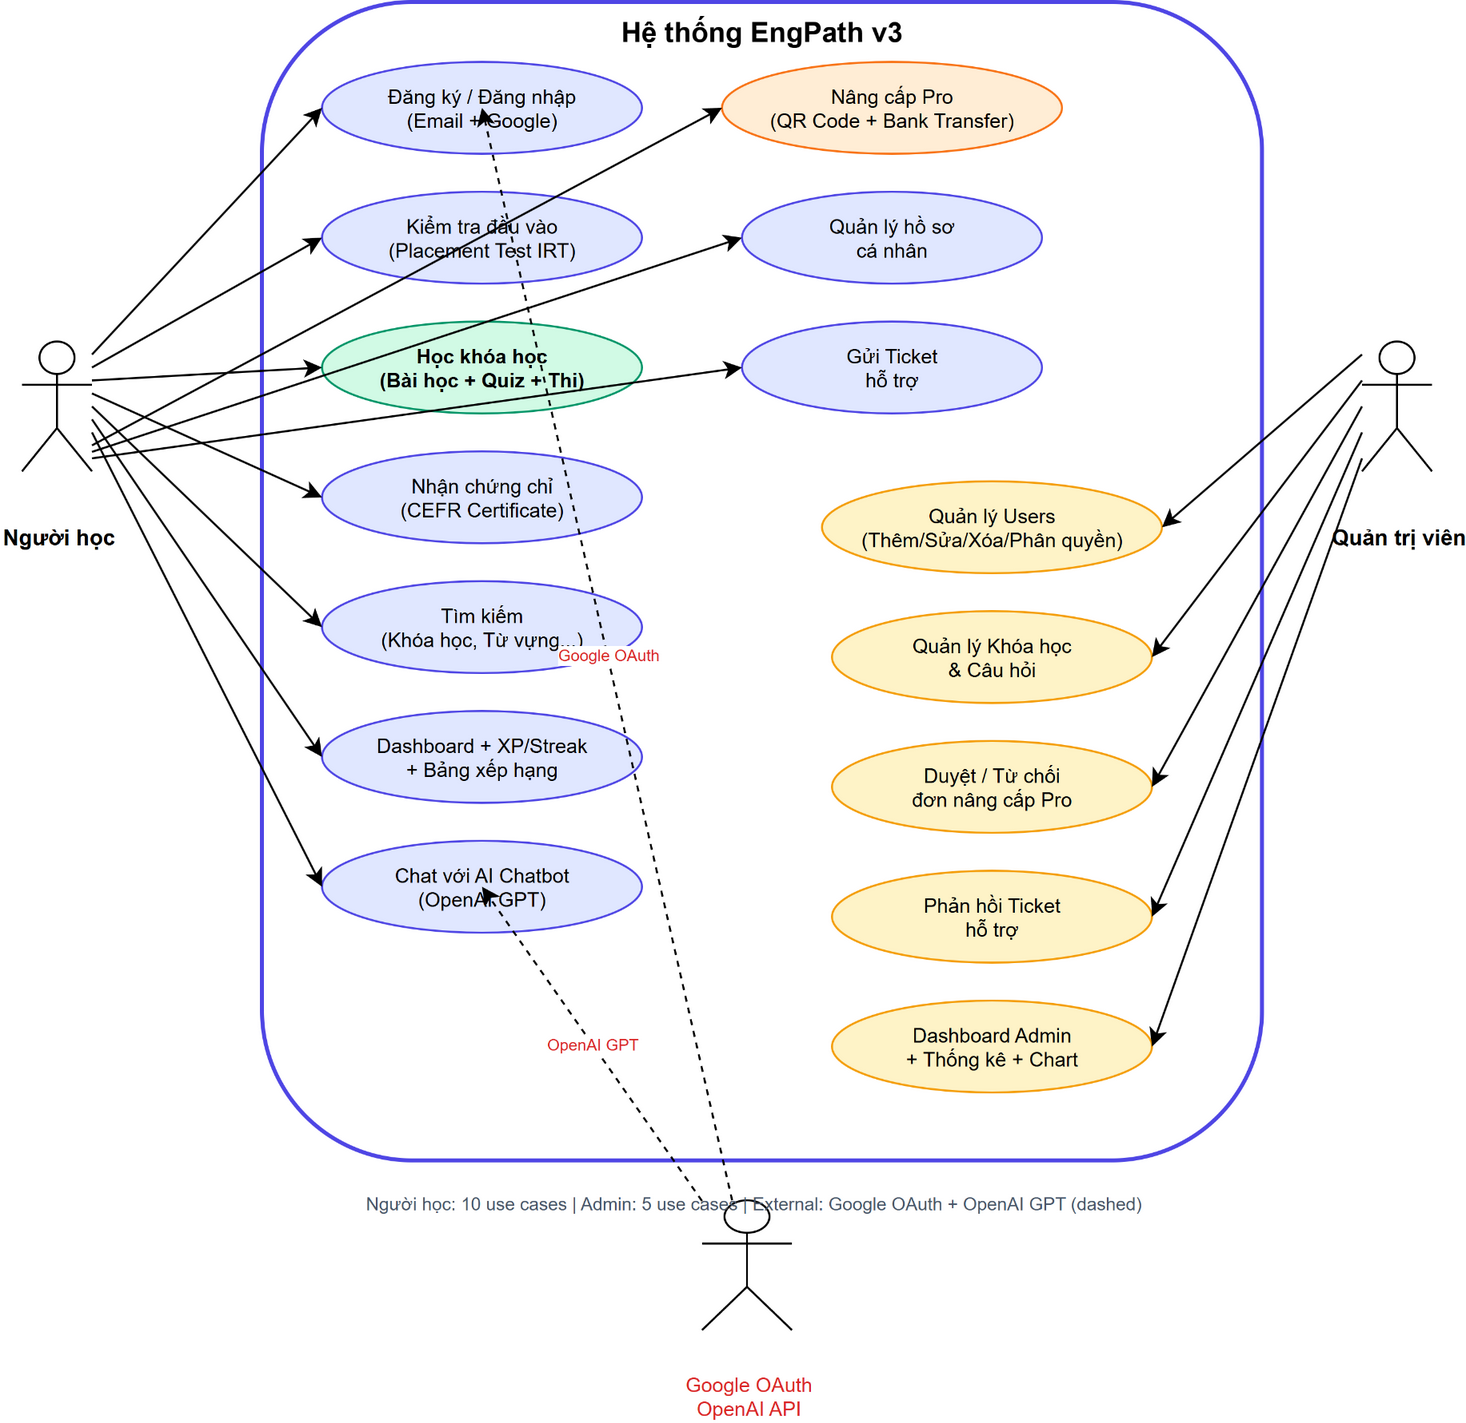 Hệ thống EngPath v3
Đăng ký / Đăng nhập
(Email + Google)
Nâng cấp Pro
(QR Code + Bank Transfer)
Kiểm tra đầu vào
(Placement Test IRT)
Quản lý hồ sơ
cá nhân
Học khóa học
(Bài học + Quiz + Thi)
Gửi Ticket
hỗ trợ
Nhận chứng chỉ
(CEFR Certificate)
Người học
Quản lý Users
(Thêm/Sửa/Xóa/Phân quyền)
Quản trị viên
Tìm kiếm
(Khóa học, Từ vựng...)
Google OAuth
Quản lý Khóa học
& Câu hỏi
Dashboard + XP/Streak
+ Bảng xếp hạng
Duyệt / Từ chối
đơn nâng cấp Pro
Chat với AI Chatbot
(OpenAI GPT)
Phản hồi Ticket
hỗ trợ
OpenAI GPT
Dashboard Admin
+ Thống kê + Chart
Người học: 10 use cases | Admin: 5 use cases | External: Google OAuth + OpenAI GPT (dashed)
Google OAuth
OpenAI API